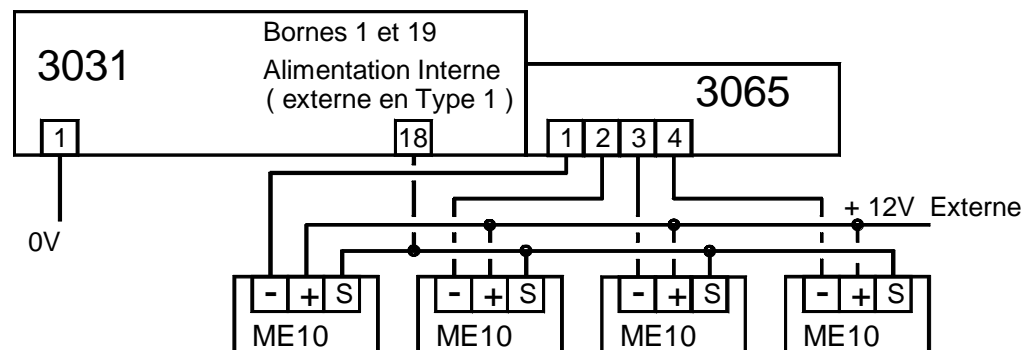 Bornes 1 et 19
3031
Alimentation Interne
( externe en Type 1 )
3065
1
18
1 2 3 4
+ 12V Externe
0V
- + S
- + S
- + S
- + S
ME10
ME10
ME10
ME10